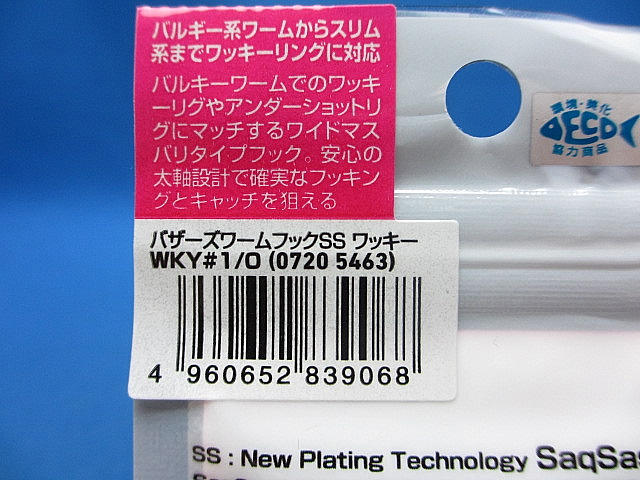 バルギー系ワームからスリム
系までワッキーリングに対応
バルキーワームでのワッキ
ーリグやアンダーショットリ
グにマッチするワイドマス
バリタイプフック。安心の
太軸設計で確実なフッキン
グとキャッチを狙える
環境・美化
ECO
協力商品
バザーズワームフックSS ワッキー
WKY#1/0 (0720 5463)
4 960652 839068
SS : New Plating Technology SaqSas